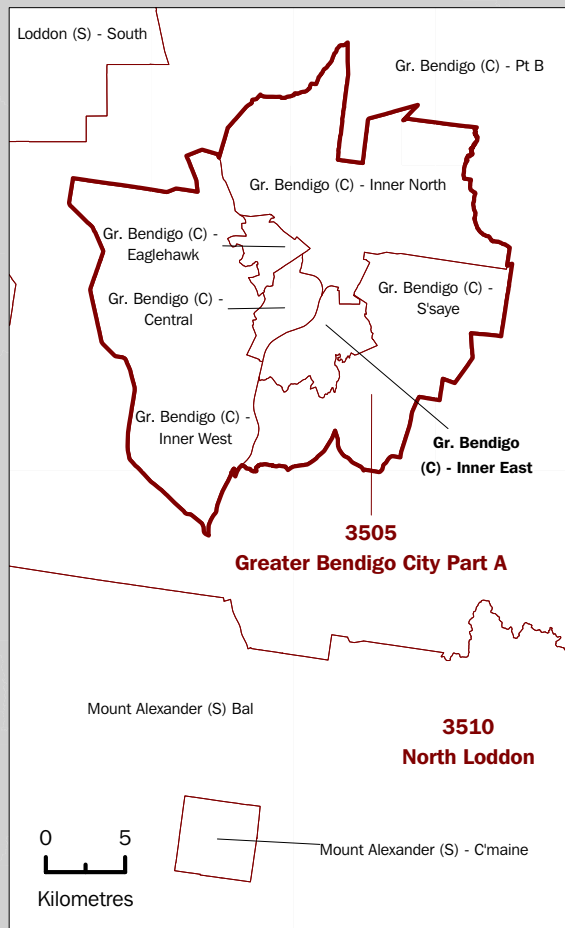 Loddon (S) - South
Gr. Bendigo (C) - Pt B
Gr. Bendigo (C) - Inner North
Gr. Bendigo (C) -
Eaglehawk
Gr. Bendigo (C) -
Central
Gr. Bendigo (C) -
S'saye
Gr. Bendigo (C) -
Inner West
Gr. Bendigo
(C) - Inner East
3505
Greater Bendigo City Part A
Mount Alexander (S) Bal
3510
North Loddon
0 5
Kilometres
Mount Alexander (S) - C'maine